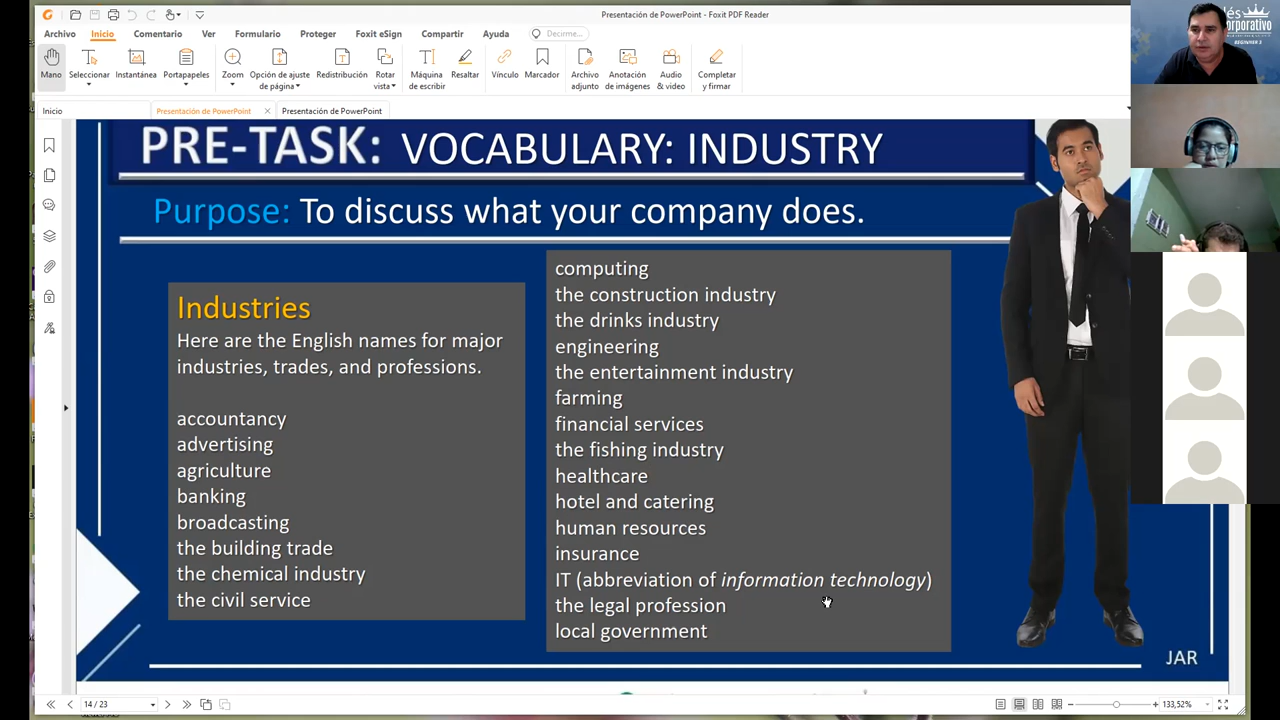 Presentación de PowerPoint - Foxit PDF Reader
Archivo Inicio Comentario Ver Formulario Proteger Foxit eSign Compartir Ayuda Decirme...
Mano Seleccionar Instantánea Portapapeles Zoom Opción de ajuste de página Redistribución Rotar vista Máquina de escribir Resaltar Vínculo Marcador Archivo adjunto Anotación de imágenes Audio & video Completar y firmar
Inicio Presentación de PowerPoint Presentación de PowerPoint
PRE-TASK: VOCABULARY: INDUSTRY
Purpose: To discuss what your company does.
Industries
Here are the English names for major
industries, trades, and professions.
accountancy
advertising
agriculture
banking
broadcasting
the building trade
the chemical industry
the civil service
computing
the construction industry
the drinks industry
engineering
the entertainment industry
farming
financial services
the fishing industry
healthcare
hotel and catering
human resources
insurance
IT (abbreviation of information technology)
the legal profession
local government
JAR
14 / 23
133,52%
BEGINNER 2